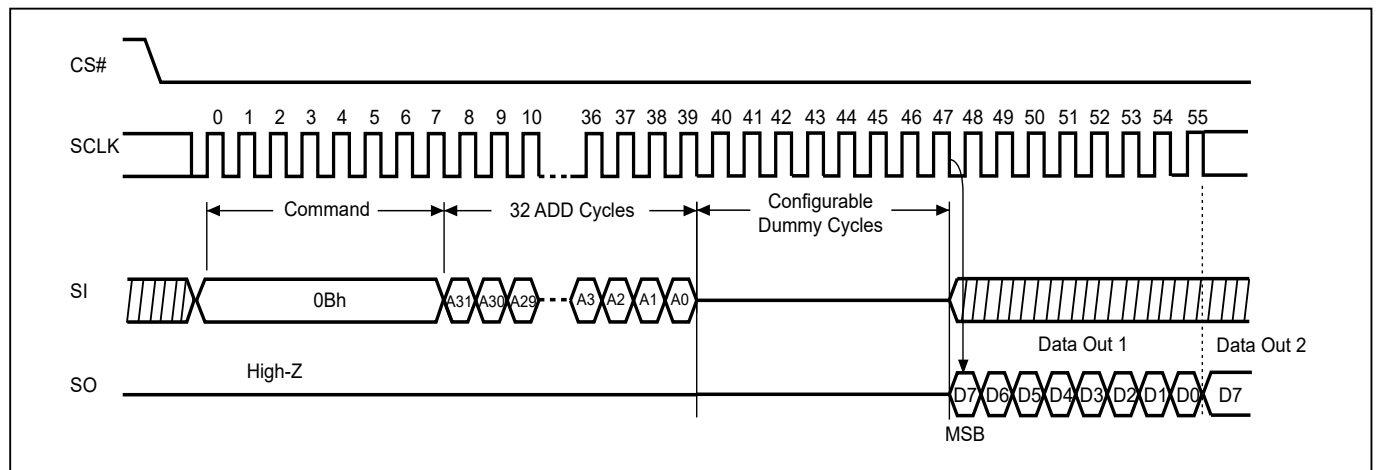 CS#
0 1 2 3 4 5 6 7 8 9 10 36 37 38 39 40 41 42 43 44 45 46 47 48 49 50 51 52 53 54 55
SCLK
Command
32 ADD Cycles
Configurable
Dummy Cycles
SI
0Bh
A31 A30 A29 A3 A2 A1 A0
Data Out 1
Data Out 2
High-Z
SO
D7 D6 D5 D4 D3 D2 D1 D0 D7
MSB